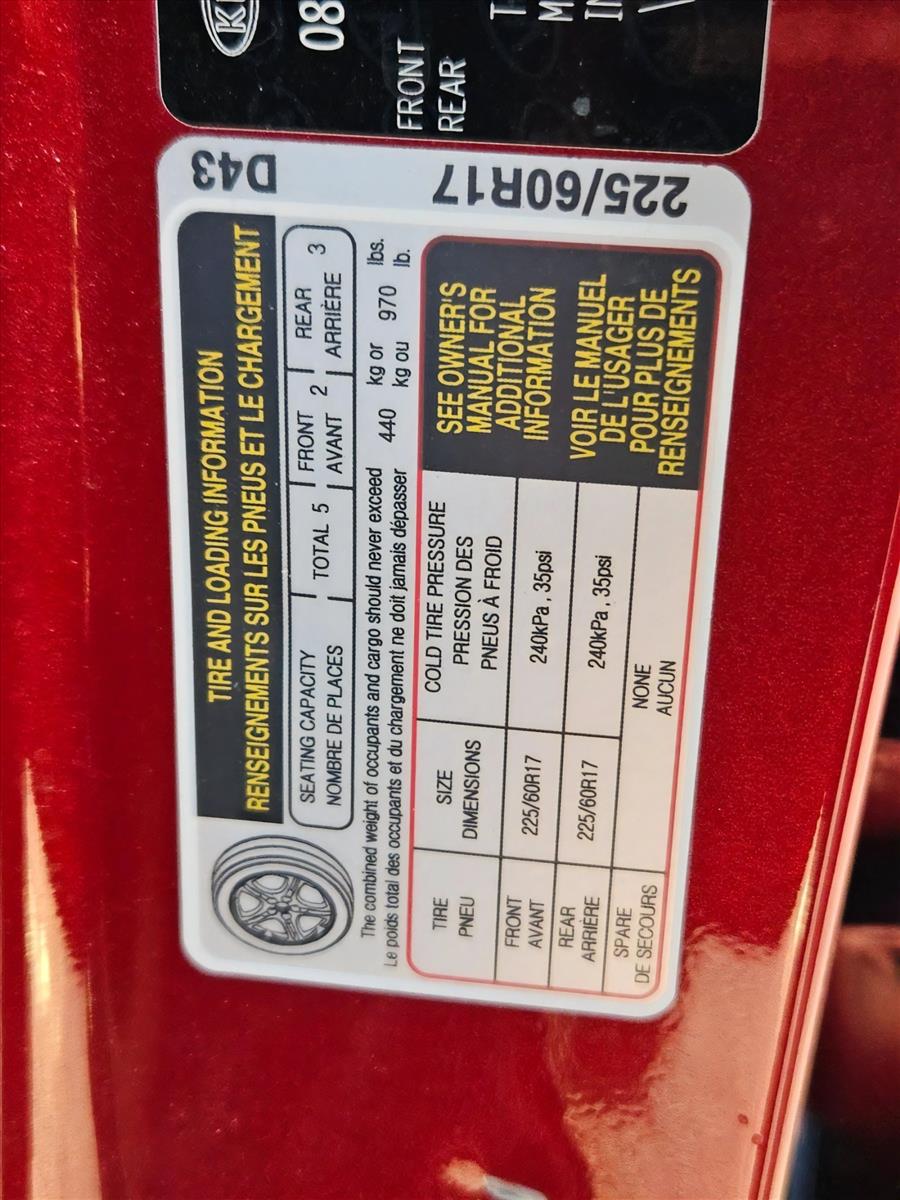 08
FRONT
REAR
D43
225/60R17
TIRE AND LOADING INFORMATION
RENSEIGNEMENTS SUR LES PNEUS ET LE CHARGEMENT
SEATING CAPACITY
NOMBRE DE PLACES
TOTAL 5
FRONT
AVANT 2
REAR
ARRIÈRE 3
The combined weight of occupants and cargo should never exceed 440 kg or 970 lbs.
Le poids total des occupants et du chargement ne doit jamais dépasser kg ou lb.
TIRE
PNEU
SIZE
DIMENSIONS
COLD TIRE PRESSURE
PRESSION DES
PNEUS À FROID
FRONT
AVANT
225/60R17
240kPa, 35psi
REAR
ARRIÈRE
225/60R17
240kPa, 35psi
SPARE
DE SECOURS
NONE
AUCUN
SEE OWNER'S
MANUAL FOR
ADDITIONAL
INFORMATION
VOIR LE MANUEL
DE L'USAGER
POUR PLUS DE
RENSEIGNEMENTS